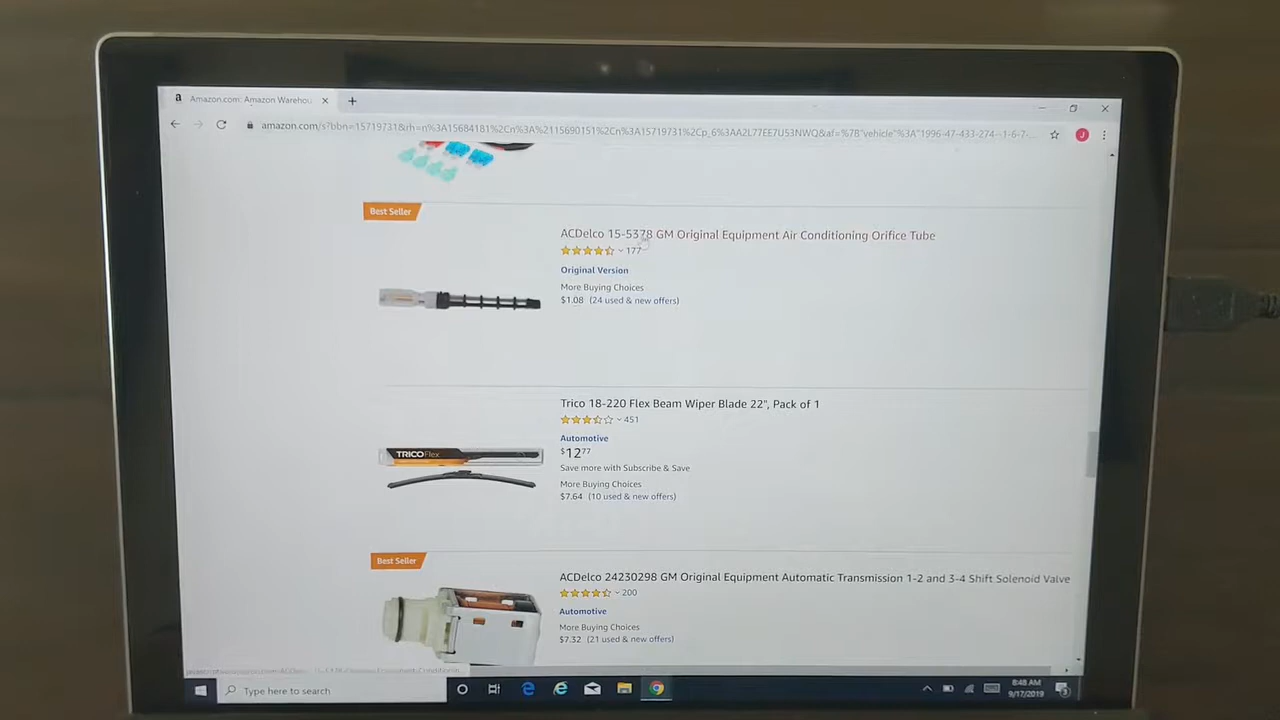 Amazon.com: Amazon Warehou
amazon.com/s?bbn=15719731&rh=n%3A15684181%2Cn%3A%2115690151%2Cn%3A15719731%2Cp_6%3AA2L77EE7U53NWQ&af=%7B"vehicle"%3A"1996-47-433-274--1-6-7-...
J
Best Seller
ACDelco 15-5378 GM Original Equipment Air Conditioning Orifice Tube
177
Original Version
More Buying Choices
$1.08 (24 used & new offers)
Trico 18-220 Flex Beam Wiper Blade 22", Pack of 1
451
Automotive
$12.77
Save more with Subscribe & Save
More Buying Choices
$7.64 (10 used & new offers)
TRICO Flex
Best Seller
ACDelco 24230298 GM Original Equipment Automatic Transmission 1-2 and 3-4 Shift Solenoid Valve
200
Automotive
More Buying Choices
$7.32 (21 used & new offers)
Type here to search
8:48 AM
9/17/2019
3